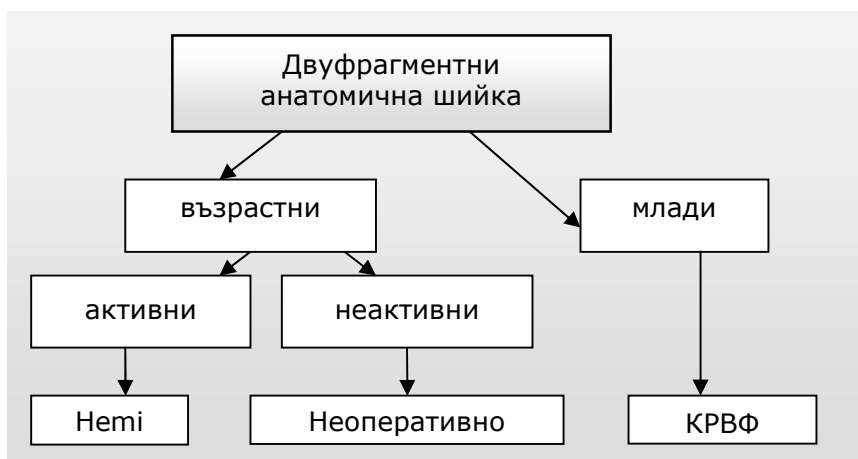 Двуфрагментни
анатомична шийка
възрастни
млади
активни
неактивни
Hemi
Неоперативно
КРВФ